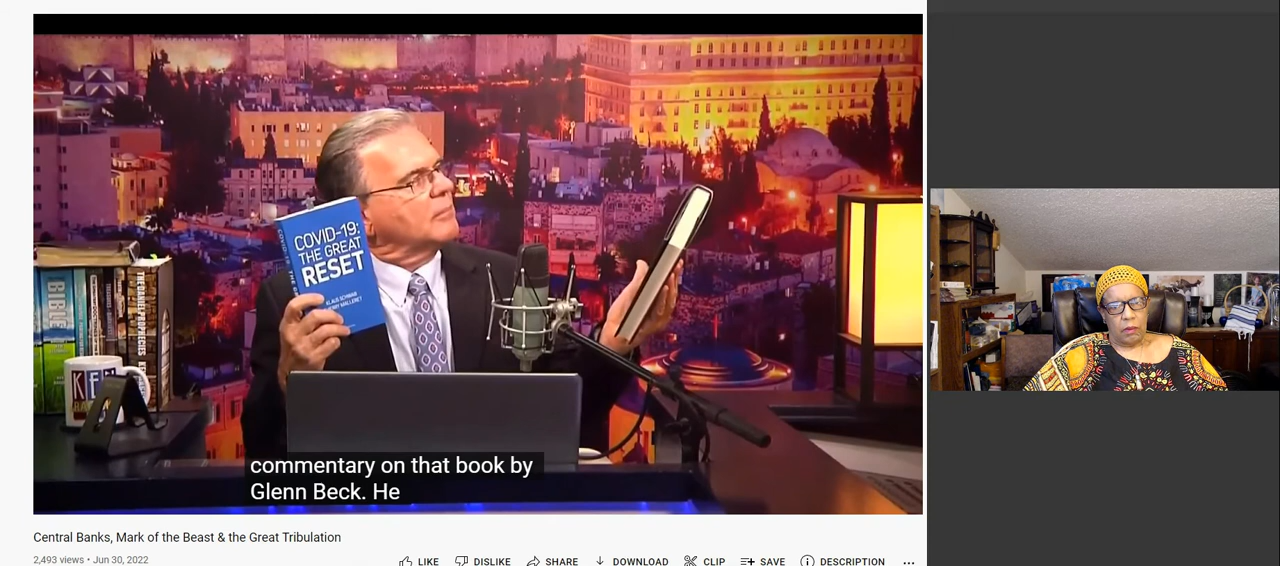 COVID-19:
THE GREAT
RESET
KLAUS SCHWAB
THIERRY MALLERET
BIBLE
commentary on that book by
Glenn Beck. He
Central Banks, Mark of the Beast & the Great Tribulation
2,493 views • Jun 30, 2022
LIKE
DISLIKE
SHARE
DOWNLOAD
CLIP
SAVE
DESCRIPTION